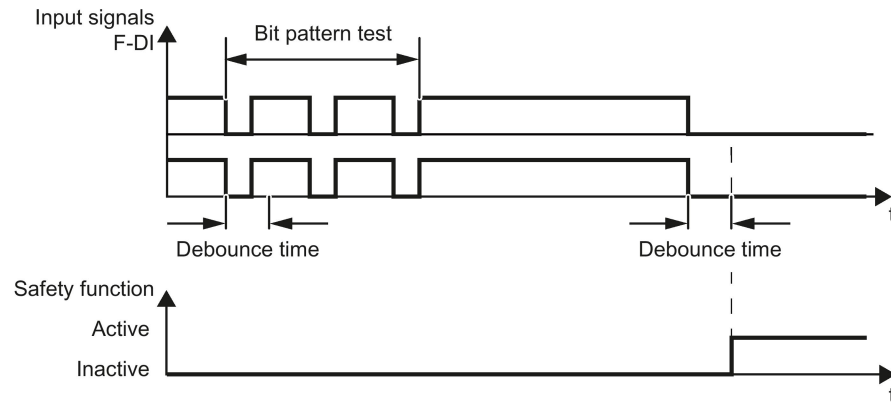 Input signals
F-DI
Bit pattern test
t
Debounce time
Debounce time
Safety function
Active
Inactive
t